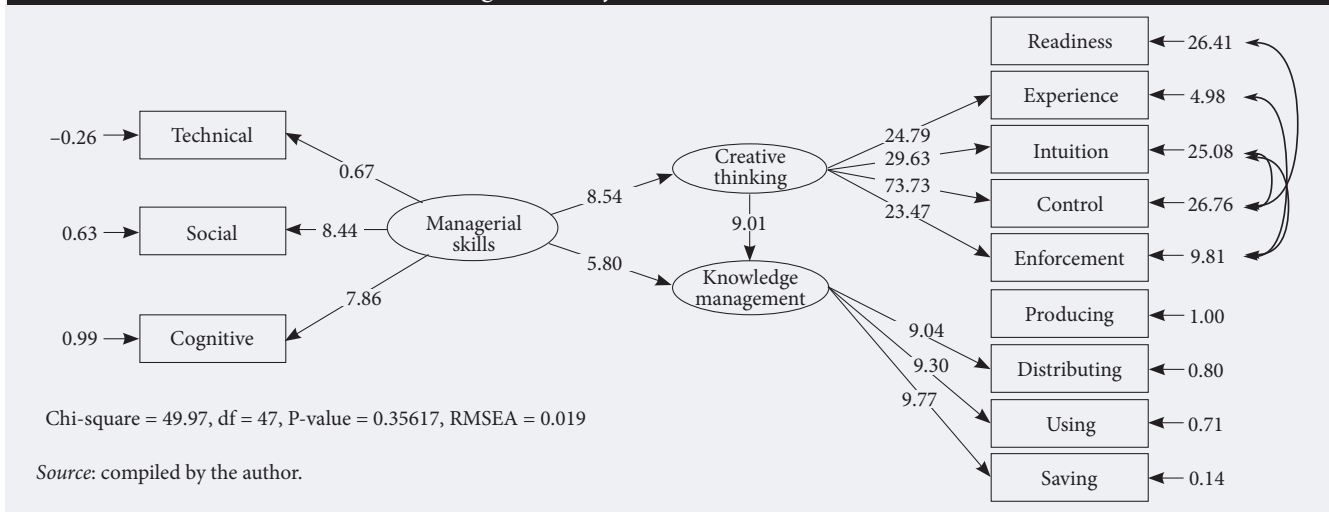 Technical
Social
Cognitive
–0.26
0.63
0.99
0.67
8.44
7.86
Managerial
skills
8.54
5.80
Creative
thinking
9.01
Knowledge
management
24.79
29.63
73.73
23.47
9.04
9.30
9.77
Readiness
26.41
Experience
4.98
Intuition
25.08
Control
26.76
Enforcement
9.81
Producing
1.00
Distributing
0.80
Using
0.71
Saving
0.14
Chi-square = 49.97, df = 47, P-value = 0.35617, RMSEA = 0.019
Source: compiled by the author.